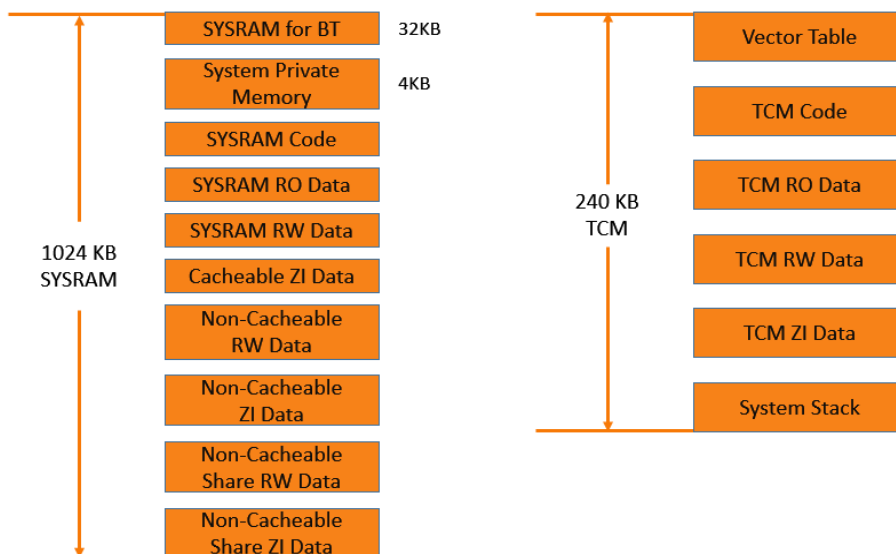 SYSRAM for BT
32KB
System Private
Memory
4KB
SYSRAM Code
SYSRAM RO Data
SYSRAM RW Data
1024 KB
SYSRAM
Cacheable ZI Data
Non-Cacheable
RW Data
Non-Cacheable
ZI Data
Non-Cacheable
Share RW Data
Non-Cacheable
Share ZI Data
Vector Table
TCM Code
TCM RO Data
240 KB
TCM
TCM RW Data
TCM ZI Data
System Stack